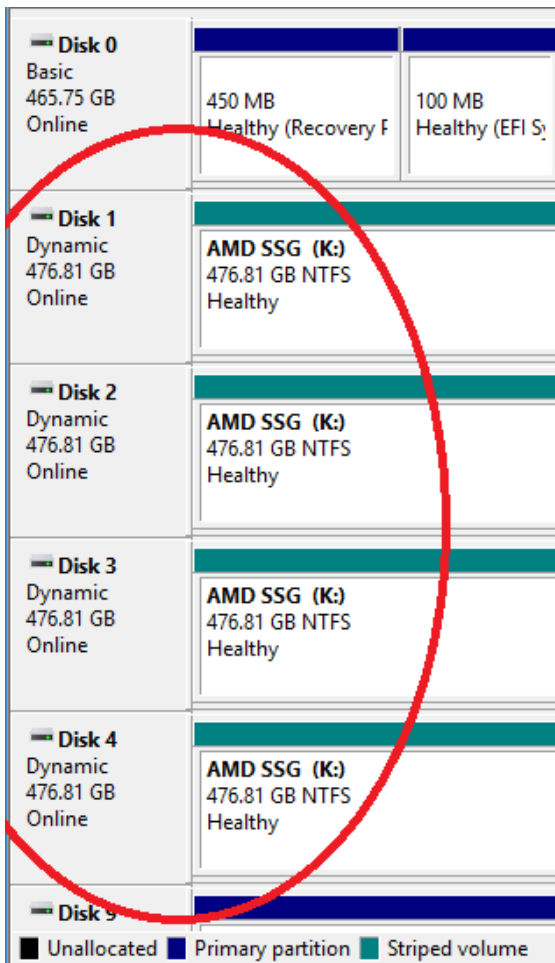 Disk 0
Basic
465.75 GB
Online
450 MB
Healthy (Recovery P
100 MB
Healthy (EFI Sy
Disk 1
Dynamic
476.81 GB
Online
AMD SSG (K:)
476.81 GB NTFS
Healthy
Disk 2
Dynamic
476.81 GB
Online
AMD SSG (K:)
476.81 GB NTFS
Healthy
Disk 3
Dynamic
476.81 GB
Online
AMD SSG (K:)
476.81 GB NTFS
Healthy
Disk 4
Dynamic
476.81 GB
Online
AMD SSG (K:)
476.81 GB NTFS
Healthy
Disk 9
Unallocated Primary partition Striped volume